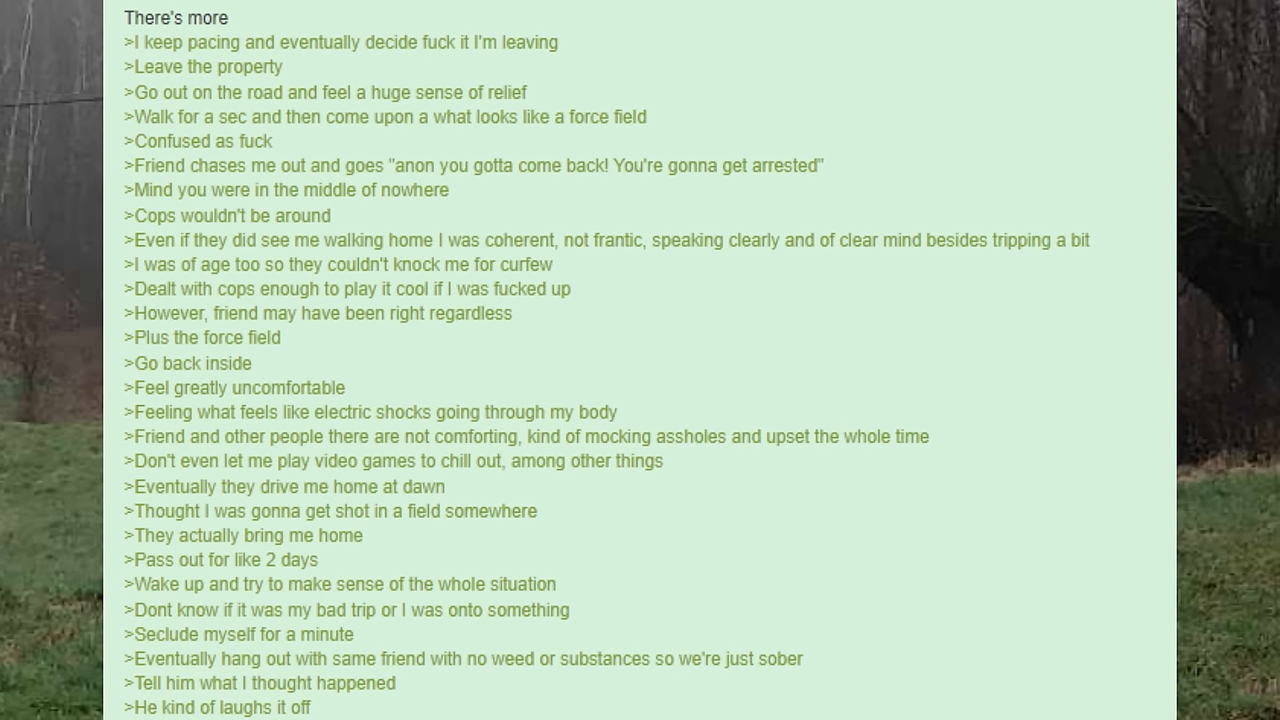 There's more
>I keep pacing and eventually decide fuck it I'm leaving
>Leave the property
>Go out on the road and feel a huge sense of relief
>Walk for a sec and then come upon a what looks like a force field
>Confused as fuck
>Friend chases me out and goes "anon you gotta come back! You're gonna get arrested"
>Mind you were in the middle of nowhere
>Cops wouldn't be around
>Even if they did see me walking home I was coherent, not frantic, speaking clearly and of clear mind besides tripping a bit
>I was of age too so they couldn't knock me for curfew
>Dealt with cops enough to play it cool if I was fucked up
>However, friend may have been right regardless
>Plus the force field
>Go back inside
>Feel greatly uncomfortable
>Feeling what feels like electric shocks going through my body
>Friend and other people there are not comforting, kind of mocking assholes and upset the whole time
>Don't even let me play video games to chill out, among other things
>Eventually they drive me home at dawn
>Thought I was gonna get shot in a field somewhere
>They actually bring me home
>Pass out for like 2 days
>Wake up and try to make sense of the whole situation
>Dont know if it was my bad trip or I was onto something
>Seclude myself for a minute
>Eventually hang out with same friend with no weed or substances so we're just sober
>Tell him what I thought happened
>He kind of laughs it off